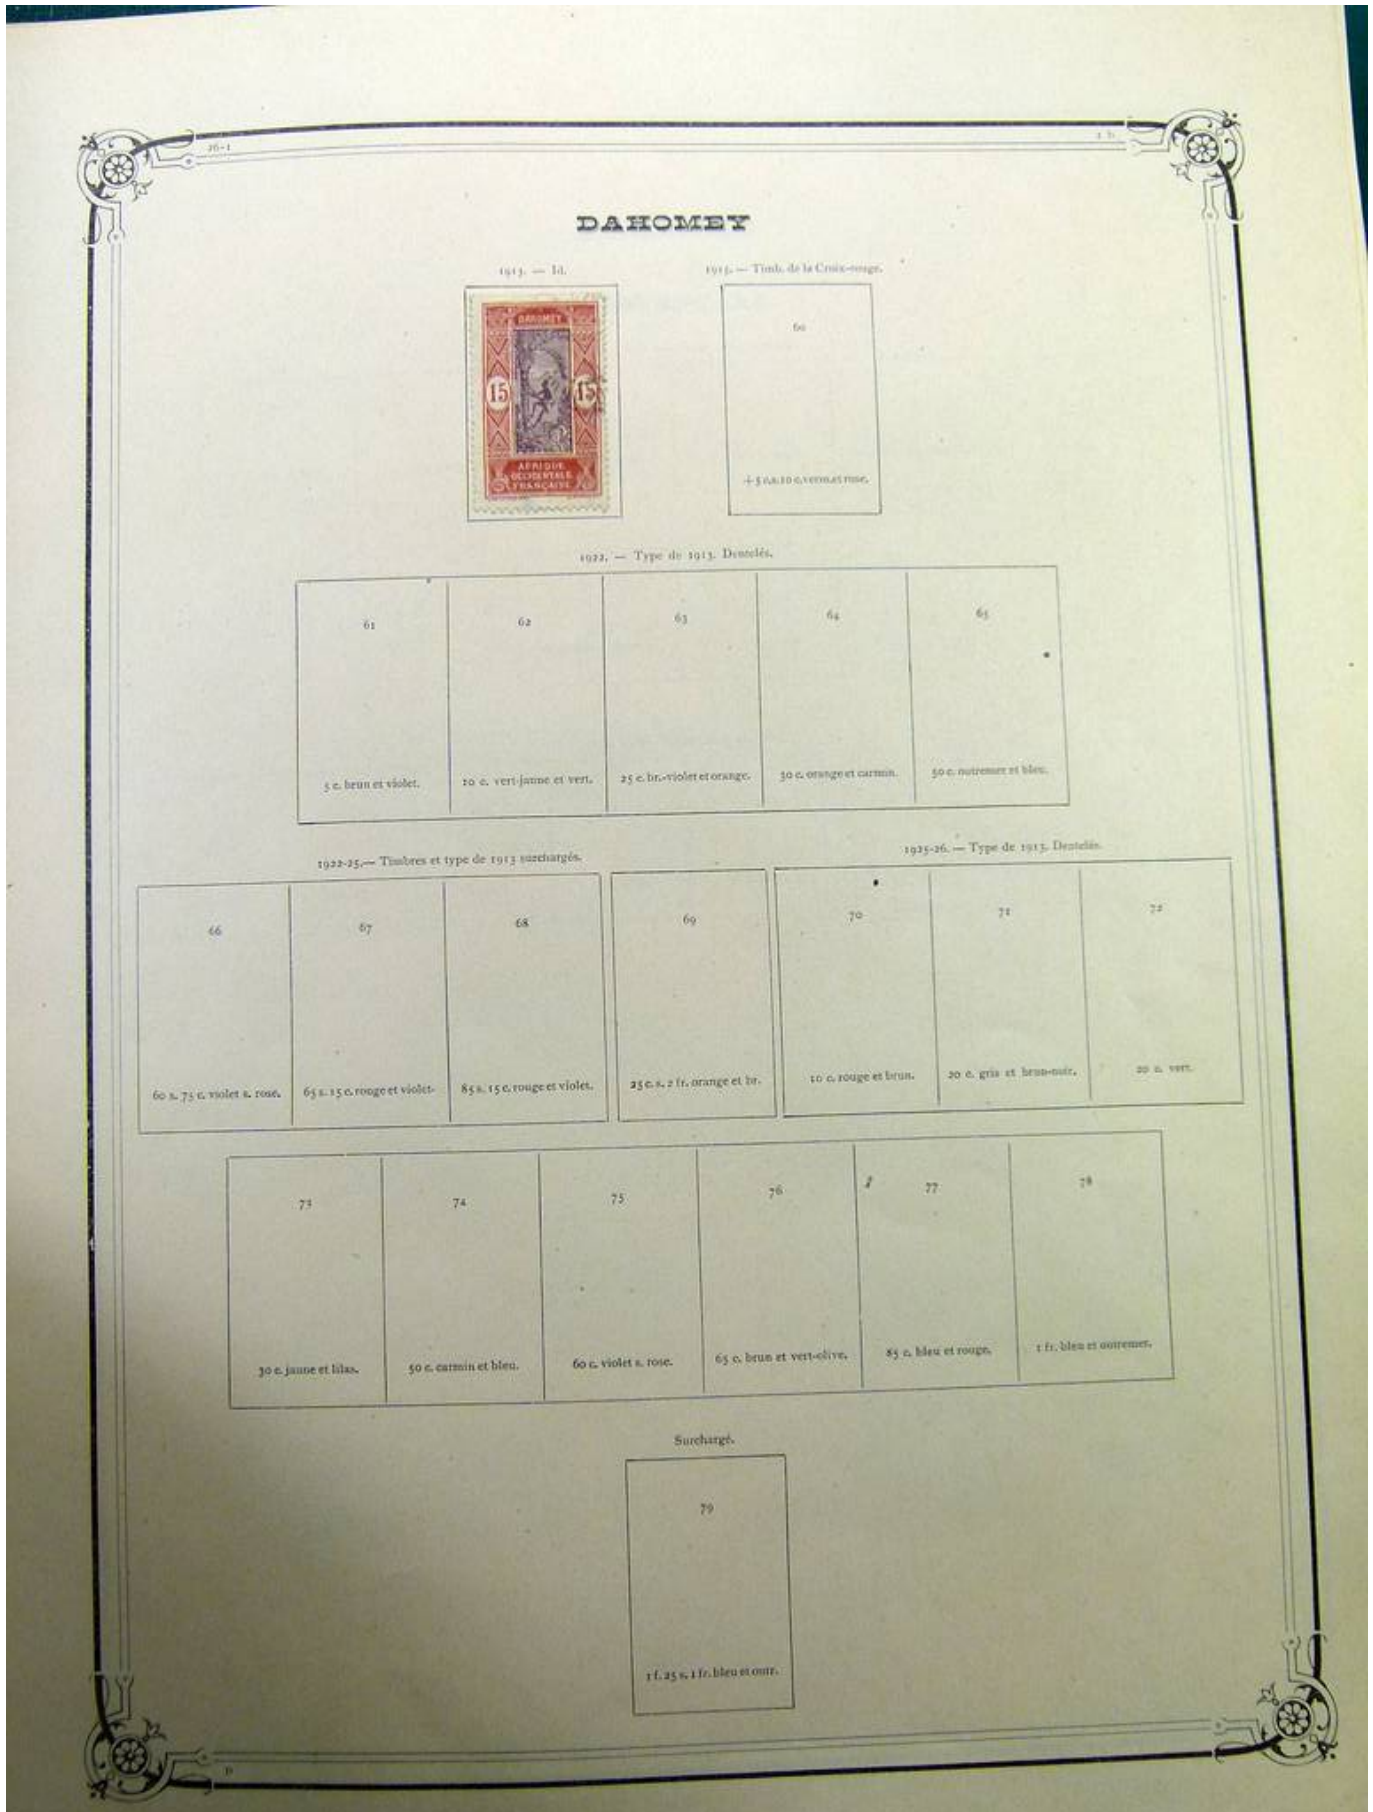 26-1
1 b
DAHOMEY
1913. — Id.
1915. — Timb. de la Croix-rouge.
DAHOMEY
15 15
AFRIQUE
OCCIDENTALE
FRANÇAISE
60
+ 5 c.s. 10 c. verm. et rose.
1922. — Type de 1913. Dentelés.
61 62 63 64 65
5 c. brun et violet. 10 c. vert-jaune et vert. 25 c. br.-violet et orange. 30 c. orange et carmin. 50 c. outremer et bleu.
1922-25.— Timbres et type de 1913 surchargés. 1925-26. — Type de 1913. Dentelés.
66 67 68 69 70 71 72
60 s. 75 c. violet s. rose. 65 s. 15 c. rouge et violet. 85 s. 15 c. rouge et violet. 25 c. s. 2 fr. orange et br. 10 c. rouge et brun. 20 c. gris et brun-noir. 20 c. vert.
73 74 75 76 77 78
30 c. jaune et lilas. 50 c. carmin et bleu. 60 c. violet s. rose. 65 c. brun et vert-olive. 85 c. bleu et rouge. 1 fr. bleu et outremer.
Surchargé.
79
1 f. 25 s. 1 fr. bleu et outr.